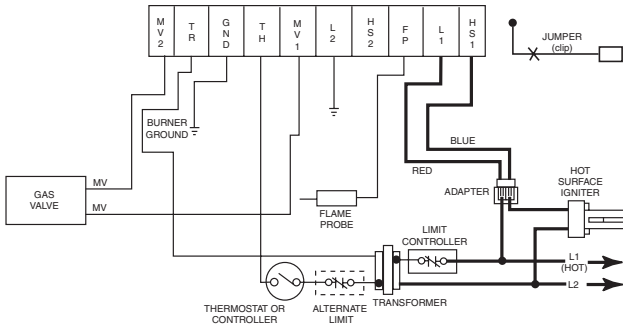 MV2
TR
GND
TH
MV1
L2
HS2
FP
L1
HS1
JUMPER
(clip)
BURNER
GROUND
BLUE
RED
HOT
SURFACE
IGNITER
ADAPTER
MV
GAS
VALVE
MV
FLAME
PROBE
LIMIT
CONTROLLER
L1
(HOT)
L2
THERMOSTAT OR
CONTROLLER
ALTERNATE
LIMIT
TRANSFORMER